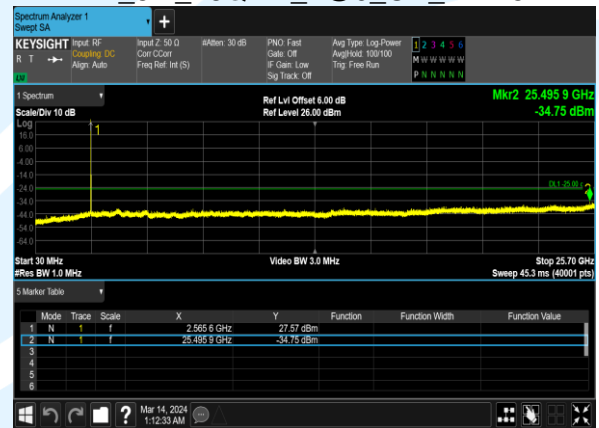 Spectrum Analyzer 1
Swept SA
KEYSIGHT
R T
LXI
Input: RF
Coupling: DC
Align: Auto
Input Z: 50 Ω
Corr CCorr
Freq Ref: Int (S)
#Atten: 30 dB
PNO: Fast
Gate: Off
IF Gain: Low
Sig Track: Off
Avg Type: Log-Power
Avg|Hold: 100/100
Trig: Free Run
1 2 3 4 5 6
M W W W W W
P N N N N N
1 Spectrum
Scale/Div 10 dB
Ref Lvl Offset 6.00 dB
Ref Level 26.00 dBm
Mkr2 25.495 9 GHz
-34.75 dBm
Log
1
16.0
6.00
-4.00
-14.0
-24.0
DL1 -25.00
2
-34.0
-44.0
-54.0
-64.0
Start 30 MHz
#Res BW 1.0 MHz
Video BW 3.0 MHz
Stop 25.70 GHz
Sweep 45.3 ms (40001 pts)
5 Marker Table
Mode Trace Scale X Y Function Function Width Function Value
1 N 1 f 2.565 6 GHz 27.57 dBm
2 N 1 f 25.495 9 GHz -34.75 dBm
3
4
5
6
?
Mar 14, 2024
1:12:33 AM